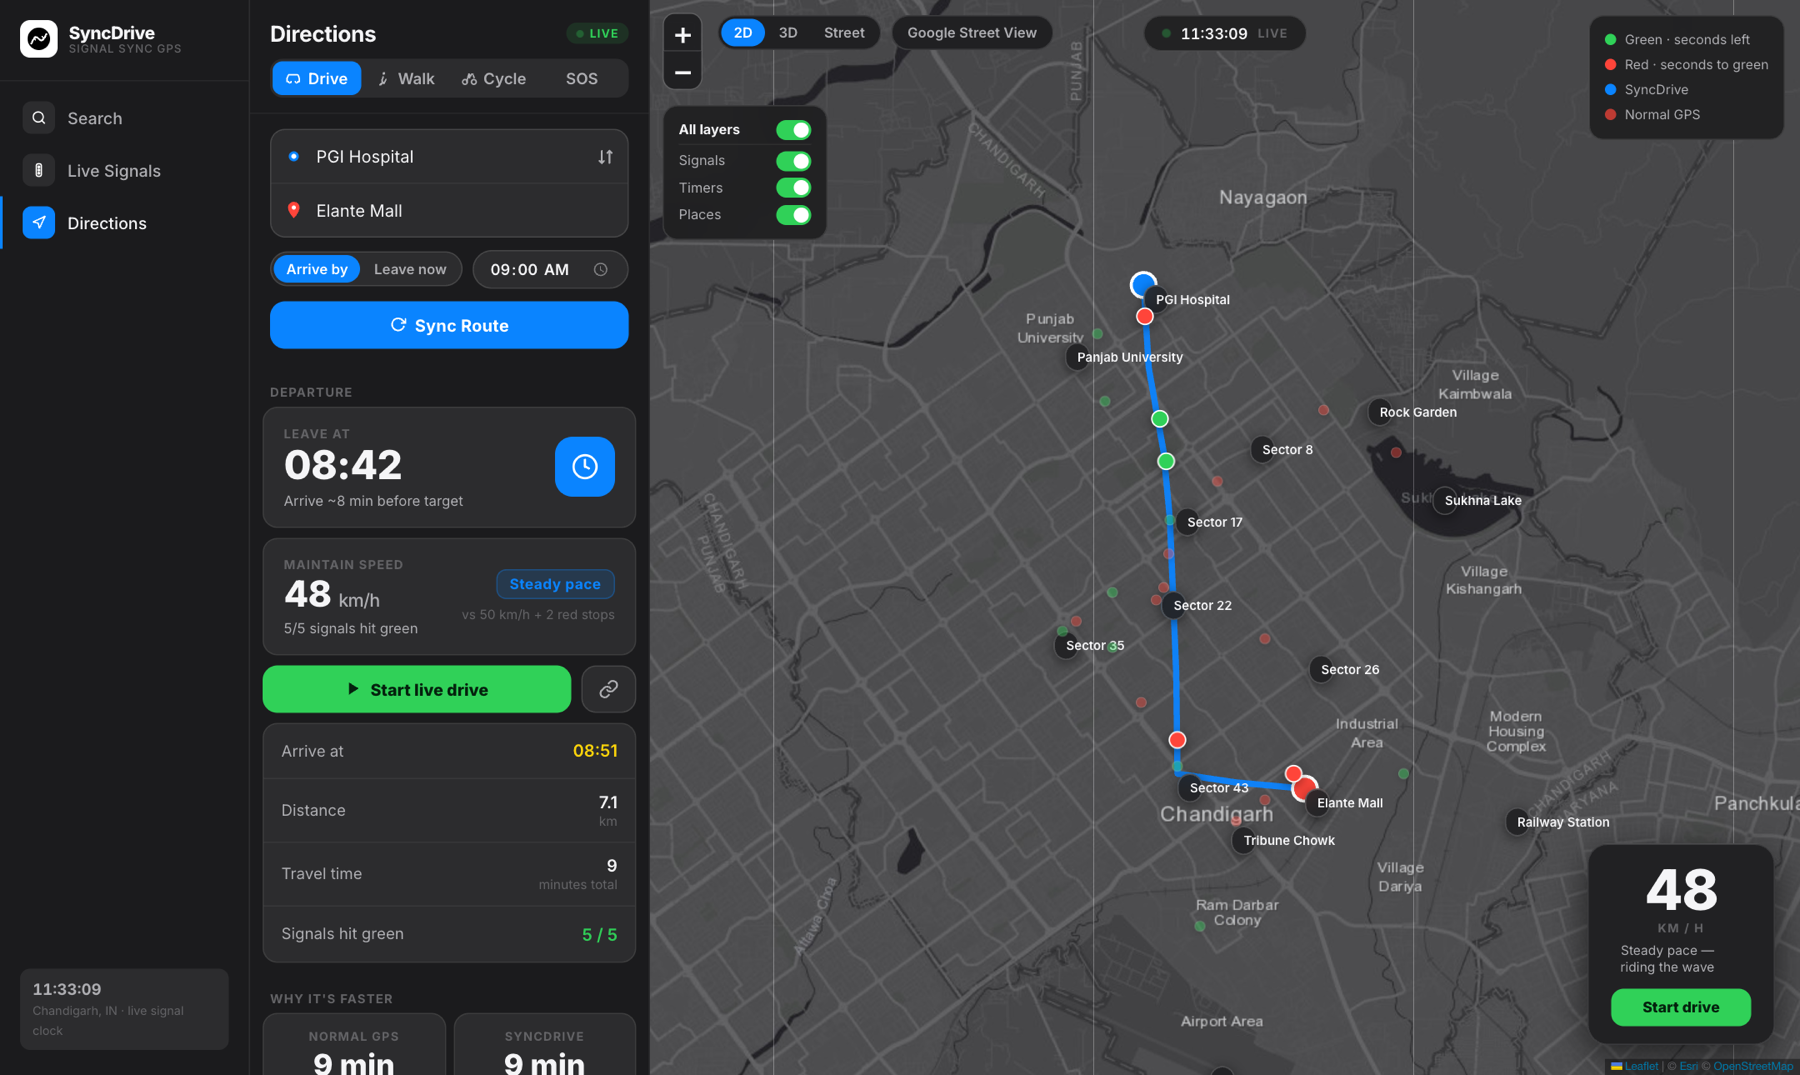 SyncDrive
SIGNAL SYNC GPS
Search
Live Signals
Directions
11:33:09
Chandigarh, IN · live signal
clock
Directions
LIVE
Drive
Walk
Cycle
SOS
PGI Hospital
Elante Mall
Arrive by
Leave now
09:00 AM
Sync Route
DEPARTURE
LEAVE AT
08:42
Arrive ~8 min before target
MAINTAIN SPEED
48 km/h
5/5 signals hit green
Steady pace
vs 50 km/h + 2 red stops
Start live drive
Arrive at
08:51
Distance
7.1
km
Travel time
9
minutes total
Signals hit green
5 / 5
WHY IT'S FASTER
NORMAL GPS
9 min
SYNCDRIVE
9 min
+
−
2D
3D
Street
Google Street View
11:33:09 LIVE
All layers
Signals
Timers
Places
Green · seconds left
Red · seconds to green
SyncDrive
Normal GPS
PUNJAB
CHANDIGARH
Nayagaon
PGI Hospital
Punjab
University
Panjab University
Village
Kaimbwala
Rock Garden
Sector 8
Sukhna Lake
Sector 17
CHANDIGARH
PUNJAB
Village
Kishangarh
Sector 22
Sector 35
Sector 26
Industrial
Area
Modern
Housing
Complex
CHANDIGARH
HARYANA
Sector 43
Elante Mall
Chandigarh
Panchkula
Railway Station
Tribune Chowk
Village
Dariya
Attawa Choa
Ram Darbar
Colony
Airport Area
48
KM / H
Steady pace —
riding the wave
Start drive
Leaflet | © Esri © OpenStreetMap